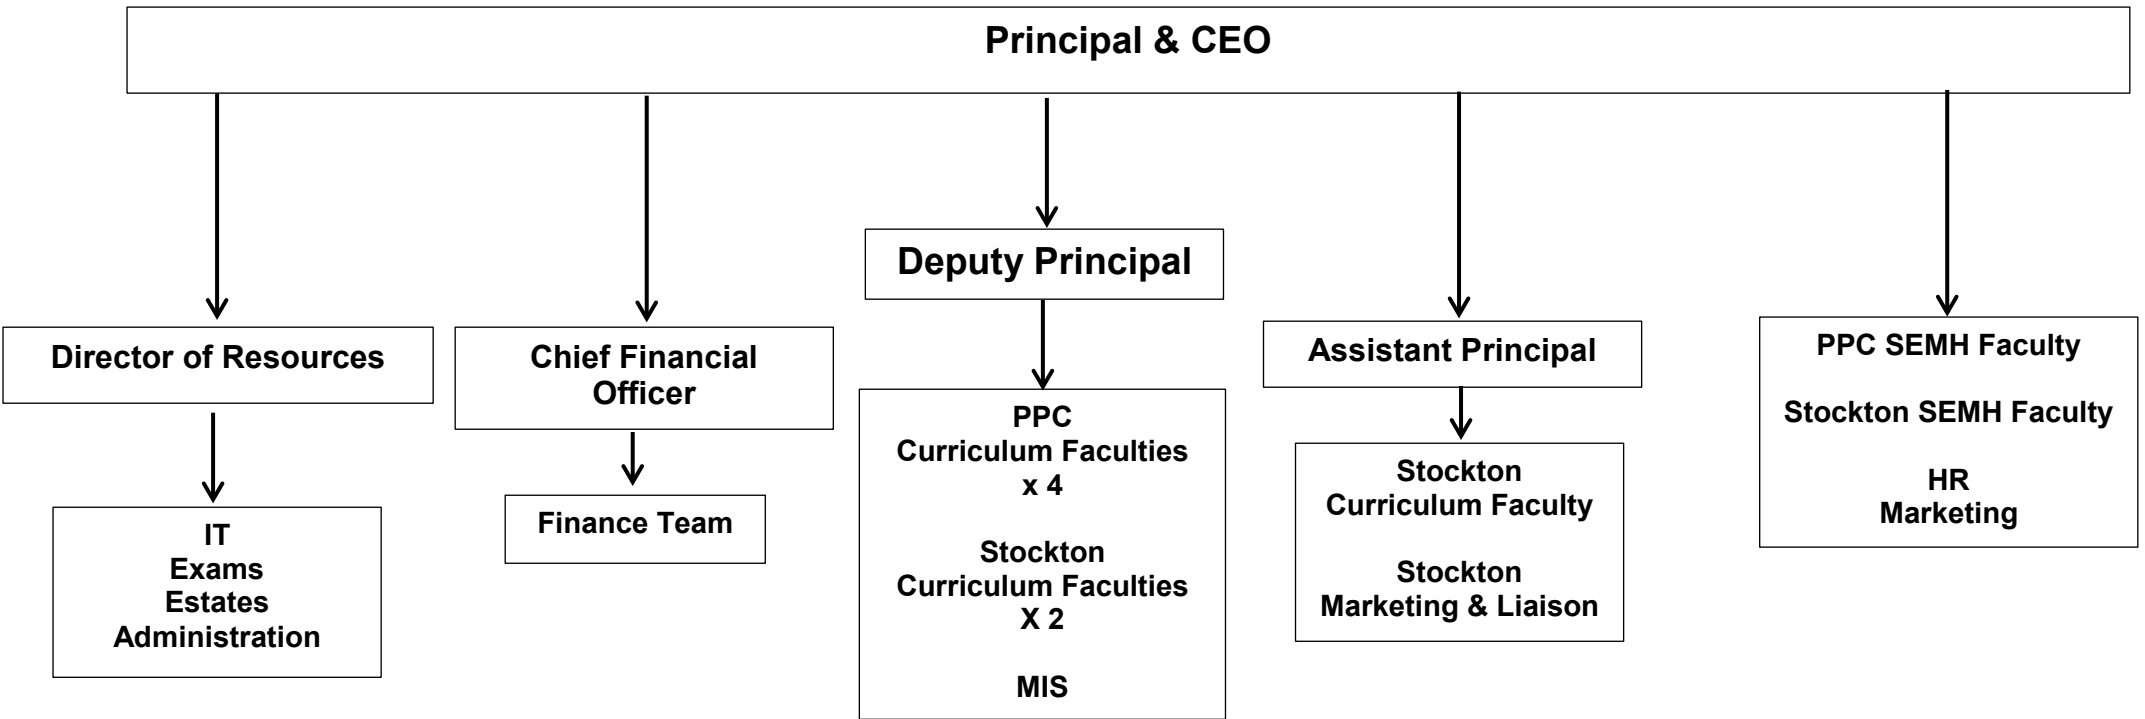 Principal & CEO
Director of Resources
IT
Exams
Estates
Administration
Chief Financial
Officer
Finance Team
Deputy Principal
PPC
Curriculum Faculties
x 4
Stockton
Curriculum Faculties
X 2
MIS
Assistant Principal
Stockton
Curriculum Faculty
Stockton
Marketing & Liaison
PPC SEMH Faculty
Stockton SEMH Faculty
HR
Marketing